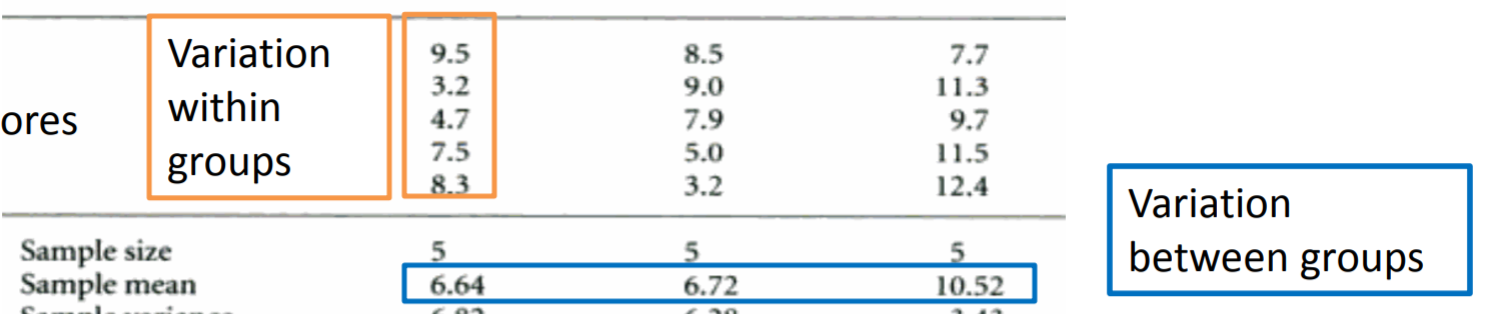 Variation
within
groups
ores
9.5 8.5 7.7
3.2 9.0 11.3
4.7 7.9 9.7
7.5 5.0 11.5
8.3 3.2 12.4
Variation
between groups
Sample size 5 5 5
Sample mean 6.64 6.72 10.52